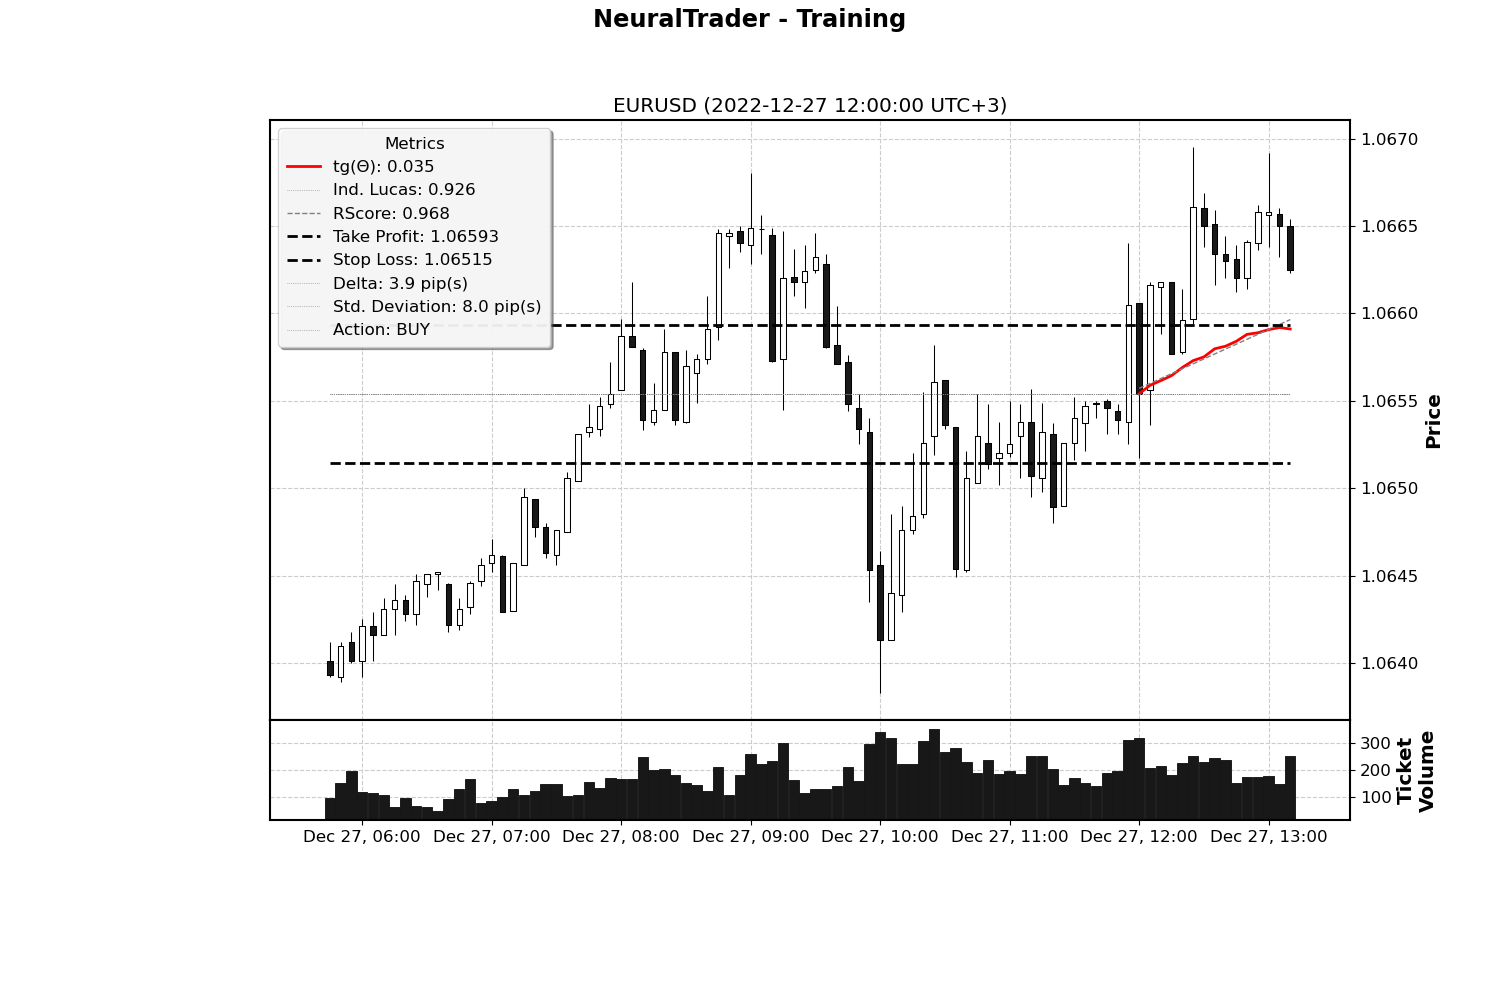 NeuralTrader - Training
EURUSD (2022-12-27 12:00:00 UTC+3)
Metrics
tg(Θ): 0.035
Ind. Lucas: 0.926
RScore: 0.968
Take Profit: 1.06593
Stop Loss: 1.06515
Delta: 3.9 pip(s)
Std. Deviation: 8.0 pip(s)
Action: BUY
1.0670
1.0665
1.0660
1.0655
1.0650
1.0645
1.0640
Price
300
200
100
Ticket
Volume
Dec 27, 06:00 Dec 27, 07:00 Dec 27, 08:00 Dec 27, 09:00 Dec 27, 10:00 Dec 27, 11:00 Dec 27, 12:00 Dec 27, 13:00